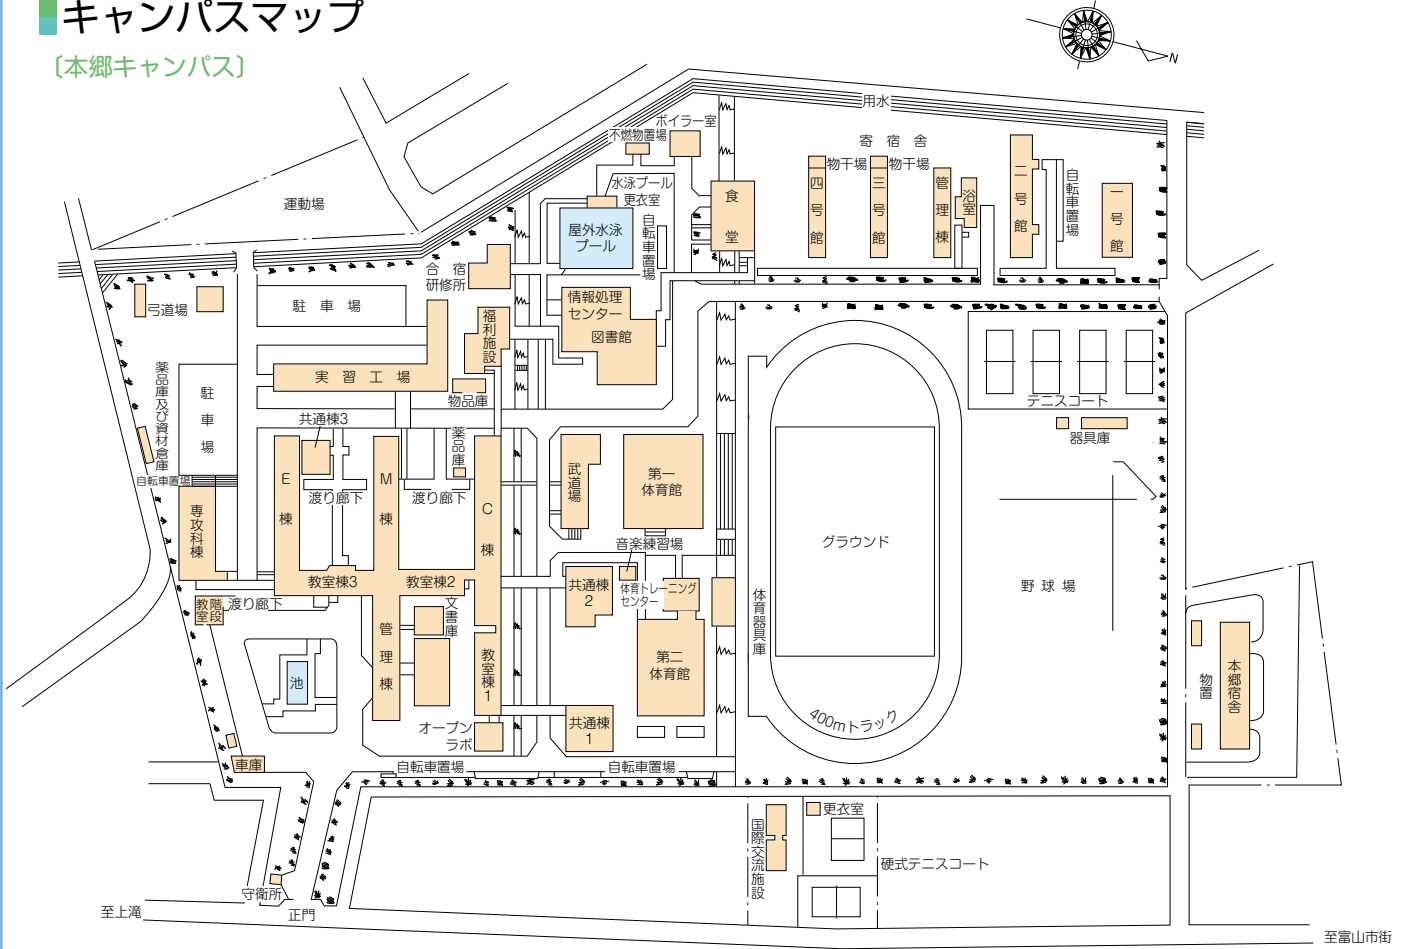 キャンパスマップ
〔本郷キャンパス〕
N
用水
ボイラー室
不燃物置場
寄宿舎
物干場
物干場
四号館
三号館
管理棟
浴室
二号館
自転車置場
一号館
水泳プール
更衣室
食堂
運動場
屋外水泳
プール
自転車置場
合宿
研修所
弓道場
駐車場
情報処理
センター
図書館
福利施設
実習工場
物品庫
薬品庫及び資材倉庫
駐車場
テニスコート
器具庫
共通棟3
薬品庫
自転車置場
E棟
M棟
C棟
渡り廊下
渡り廊下
武道場
第一
体育館
専攻科棟
音楽練習場
グラウンド
教室棟3
教室棟2
共通棟
2
体育トレーニング
センター
体育器具庫
野球場
階段教室
渡り廊下
文書庫
管理棟
教室棟1
第二
体育館
池
物置
本郷宿舎
400mトラック
オープン
ラボ
共通棟
1
車庫
自転車置場
自転車置場
国際交流施設
更衣室
硬式テニスコート
守衛所
正門
至上滝
至富山市街